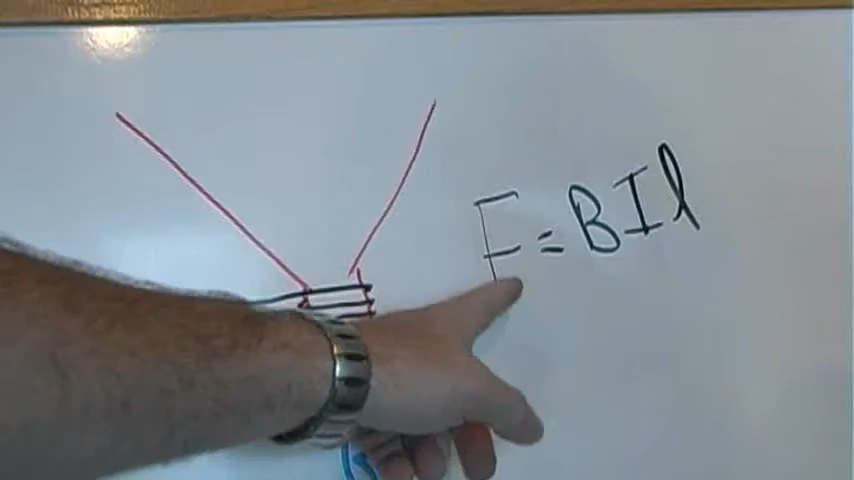 F = BIl